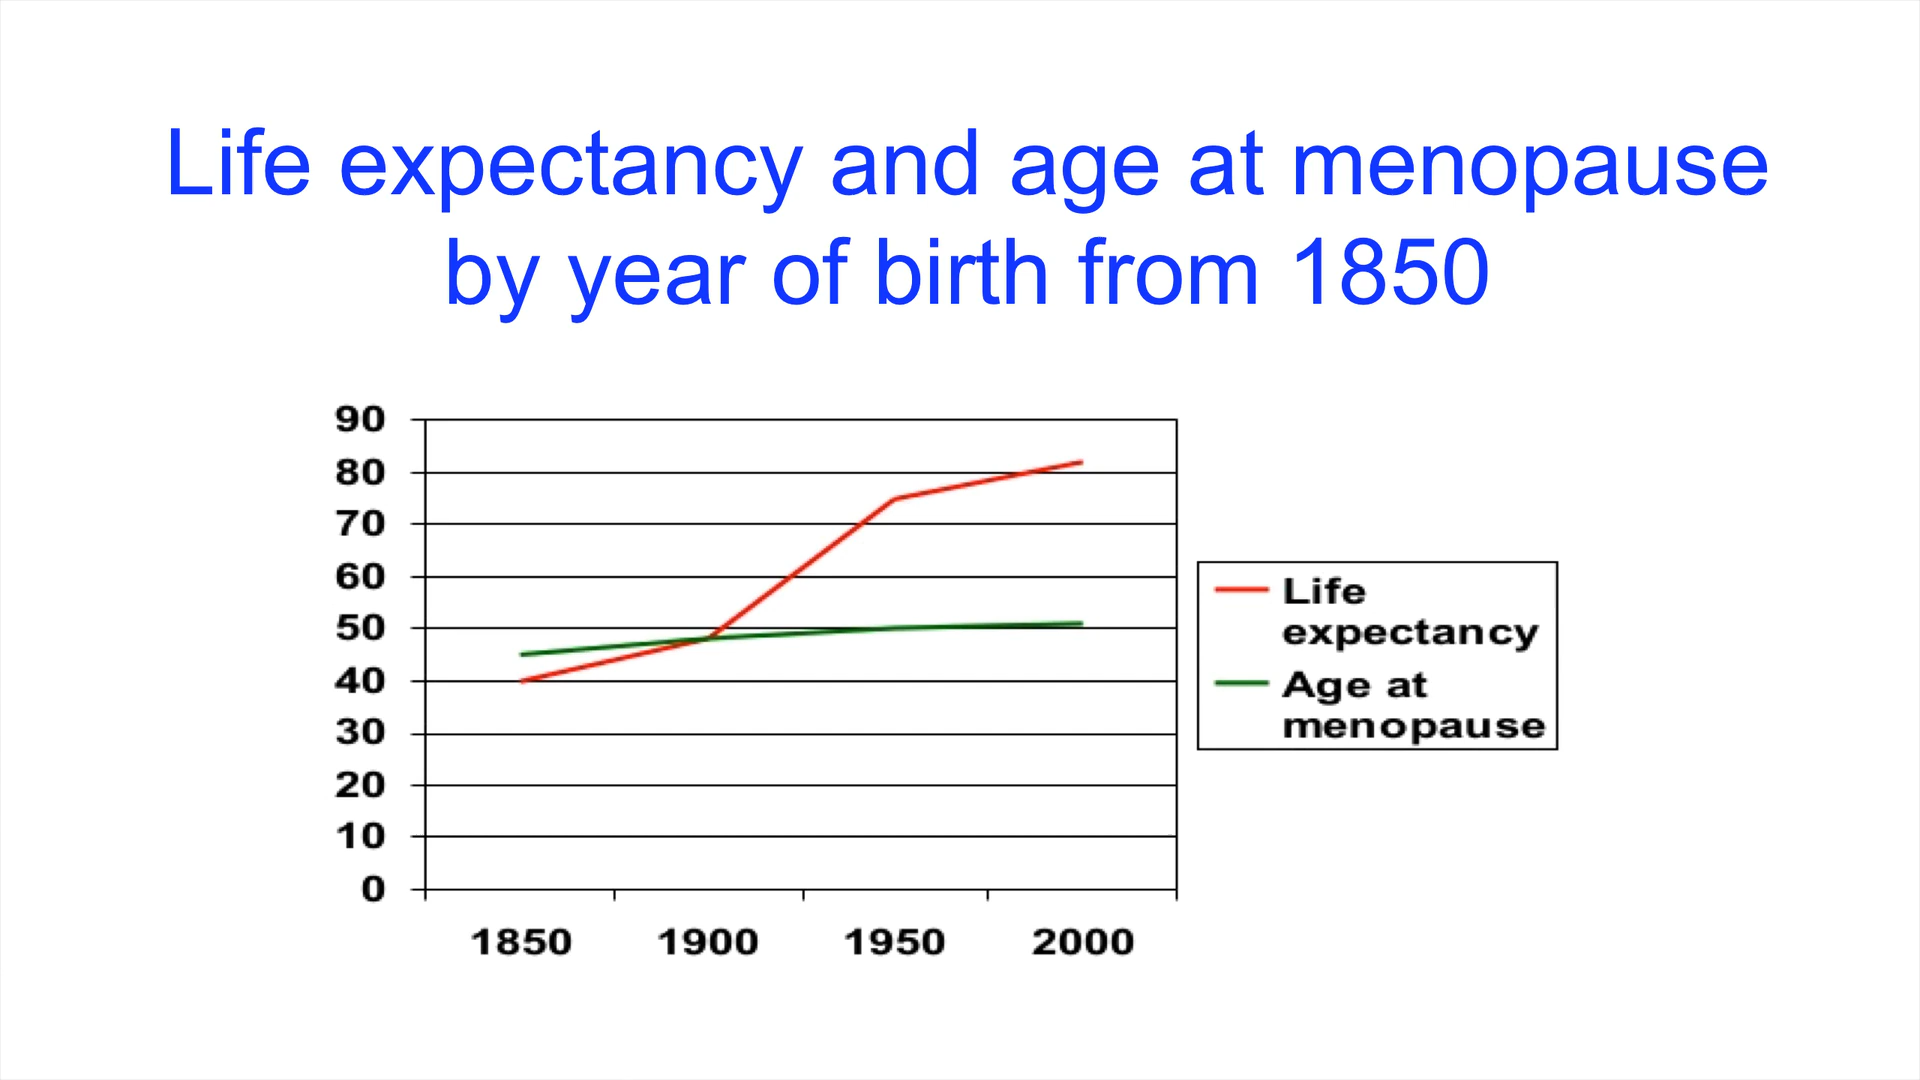 Life expectancy and age at menopause
by year of birth from 1850
90
80
70
60
50
40
30
20
10
0
1850 1900 1950 2000
Life
expectancy
Age at
menopause